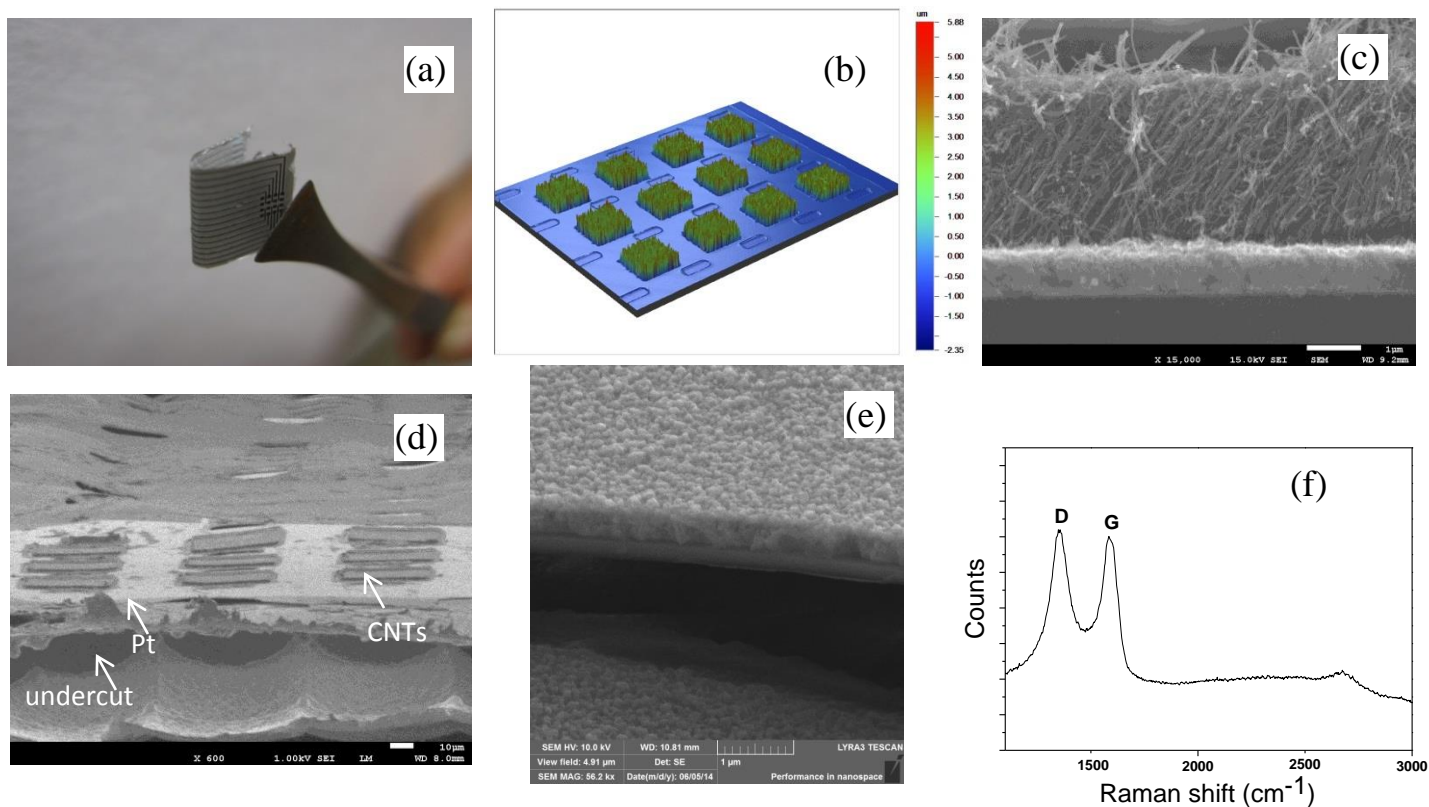 (a)
(b)
um
5.88
5.00
4.50
4.00
3.50
3.00
2.50
2.00
1.50
1.00
0.50
0.00
-0.50
-1.00
-1.50
-2.35
(c)
1µm
X 15,000 15.0kV SEI SEM WD 9.2mm
(d)
CNTs
Pt
undercut
10µm
X 600 1.00kV SEI LM WD 8.0mm
(e)
SEM HV: 10.0 kV WD: 10.81 mm LYRA3 TESCAN
View field: 4.91 µm Det: SE 1 µm
SEM MAG: 56.2 kx Date(m/d/y): 06/05/14 Performance in nanospace
(f)
D G
Counts
1500 2000 2500 3000
Raman shift (cm-1)